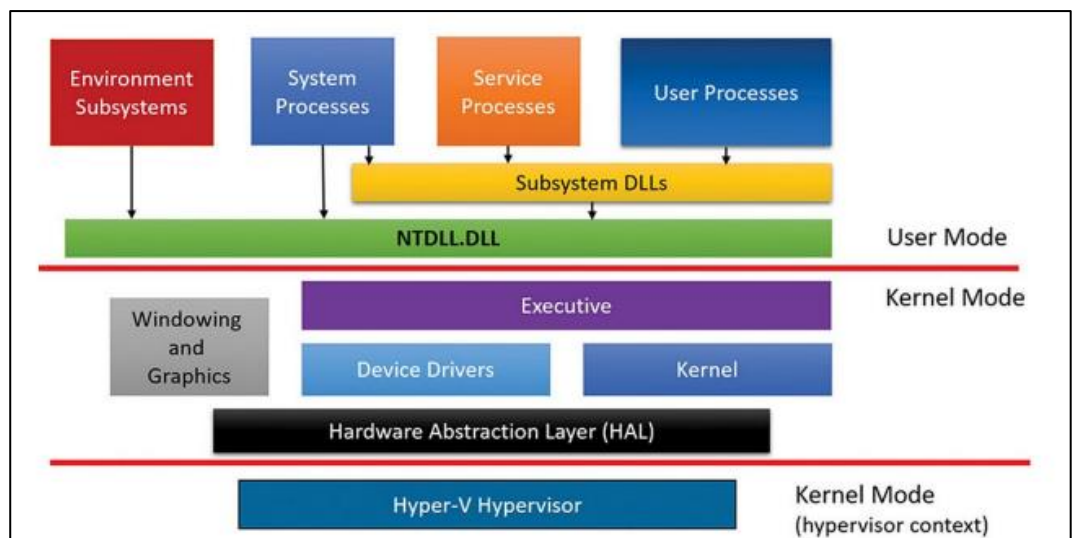 Environment
Subsystems
System
Processes
Service
Processes
User Processes
Subsystem DLLs
NTDLL.DLL
User Mode
Kernel Mode
Executive
Windowing
and
Graphics
Device Drivers
Kernel
Hardware Abstraction Layer (HAL)
Hyper-V Hypervisor
Kernel Mode
(hypervisor context)